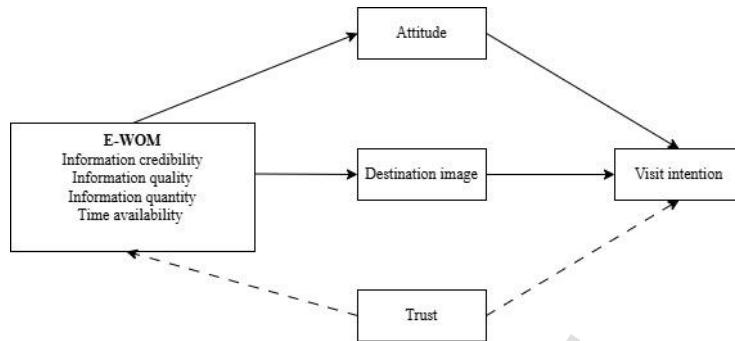 Attitude
E-WOM
Information credibility
Information quality
Information quantity
Time availability
Destination image
Visit intention
Trust